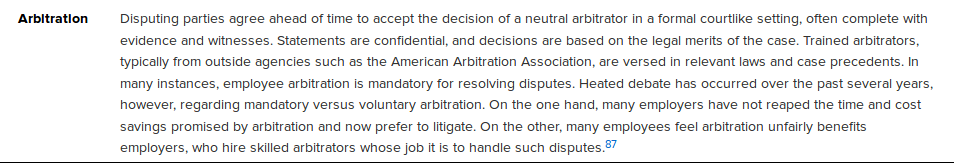 Arbitration Disputing parties agree ahead of time to accept the decision of a neutral arbitrator in a formal courtlike setting, often complete with
evidence and witnesses. Statements are confidential, and decisions are based on the legal merits of the case. Trained arbitrators,
typically from outside agencies such as the American Arbitration Association, are versed in relevant laws and case precedents. In
many instances, employee arbitration is mandatory for resolving disputes. Heated debate has occurred over the past several years,
however, regarding mandatory versus voluntary arbitration. On the one hand, many employers have not reaped the time and cost
savings promised by arbitration and now prefer to litigate. On the other, many employees feel arbitration unfairly benefits
employers, who hire skilled arbitrators whose job it is to handle such disputes.87